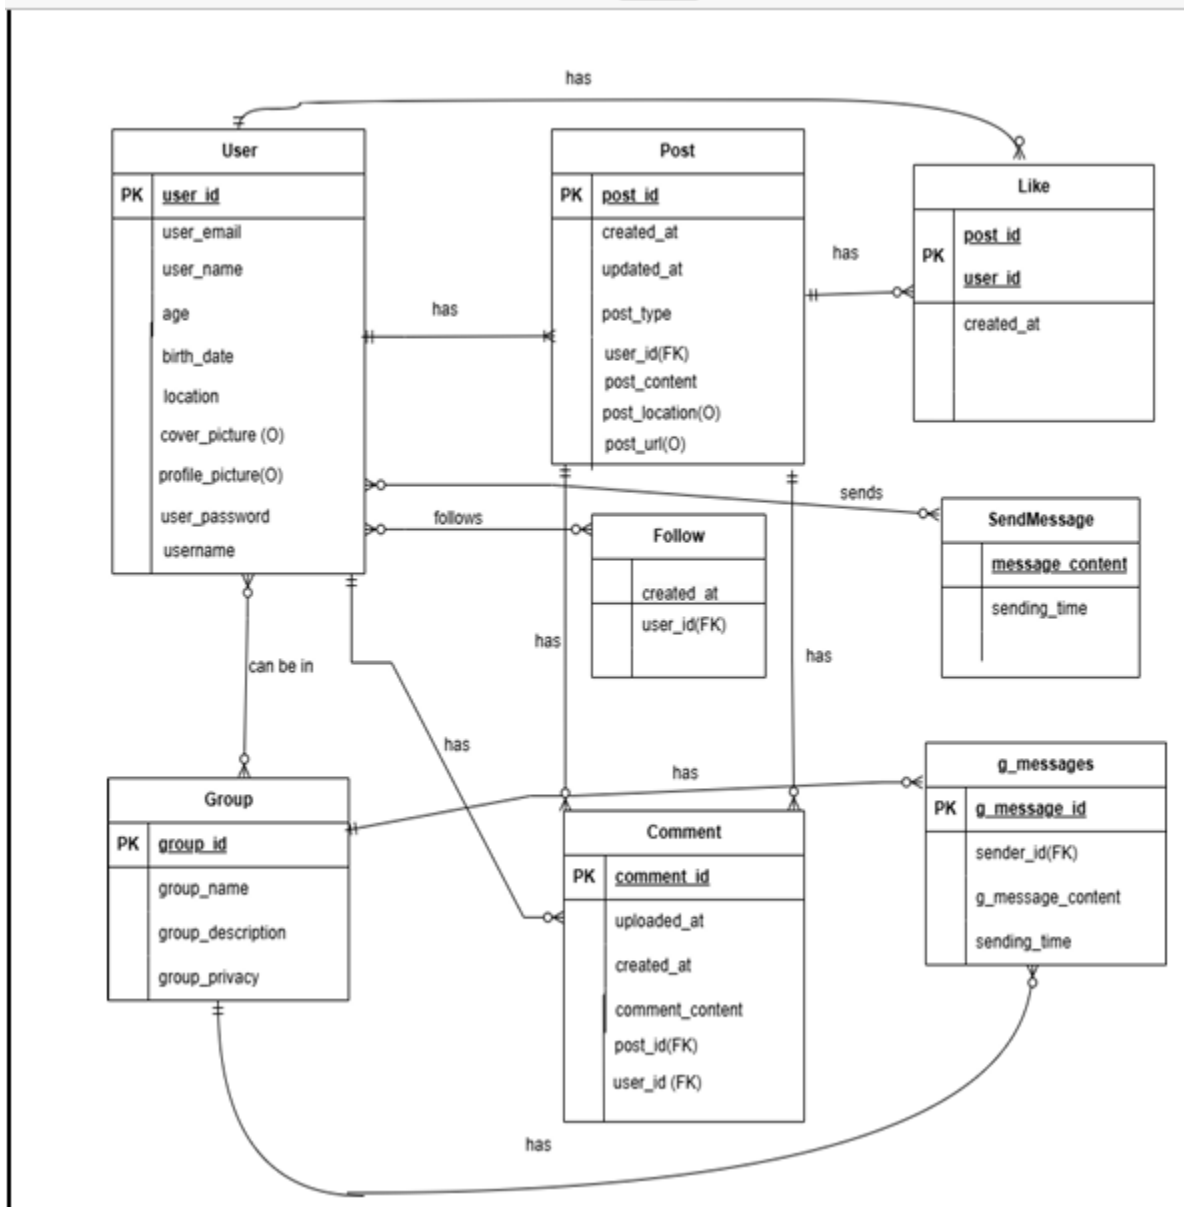 has
User
PK user_id
user_email
user_name
age
birth_date
location
cover_picture (O)
profile_picture(O)
user_password
username
has
Post
PK post_id
created_at
updated_at
post_type
user_id(FK)
post_content
post_location(O)
post_url(O)
has
Like
PK
post_id
user_id
created_at
sends
SendMessage
message_content
sending_time
follows
Follow
created_at
user_id(FK)
can be in
has
has
has
has
Group
PK group_id
group_name
group_description
group_privacy
Comment
PK comment_id
uploaded_at
created_at
comment_content
post_id(FK)
user_id (FK)
g_messages
PK g_message_id
sender_id(FK)
g_message_content
sending_time
has